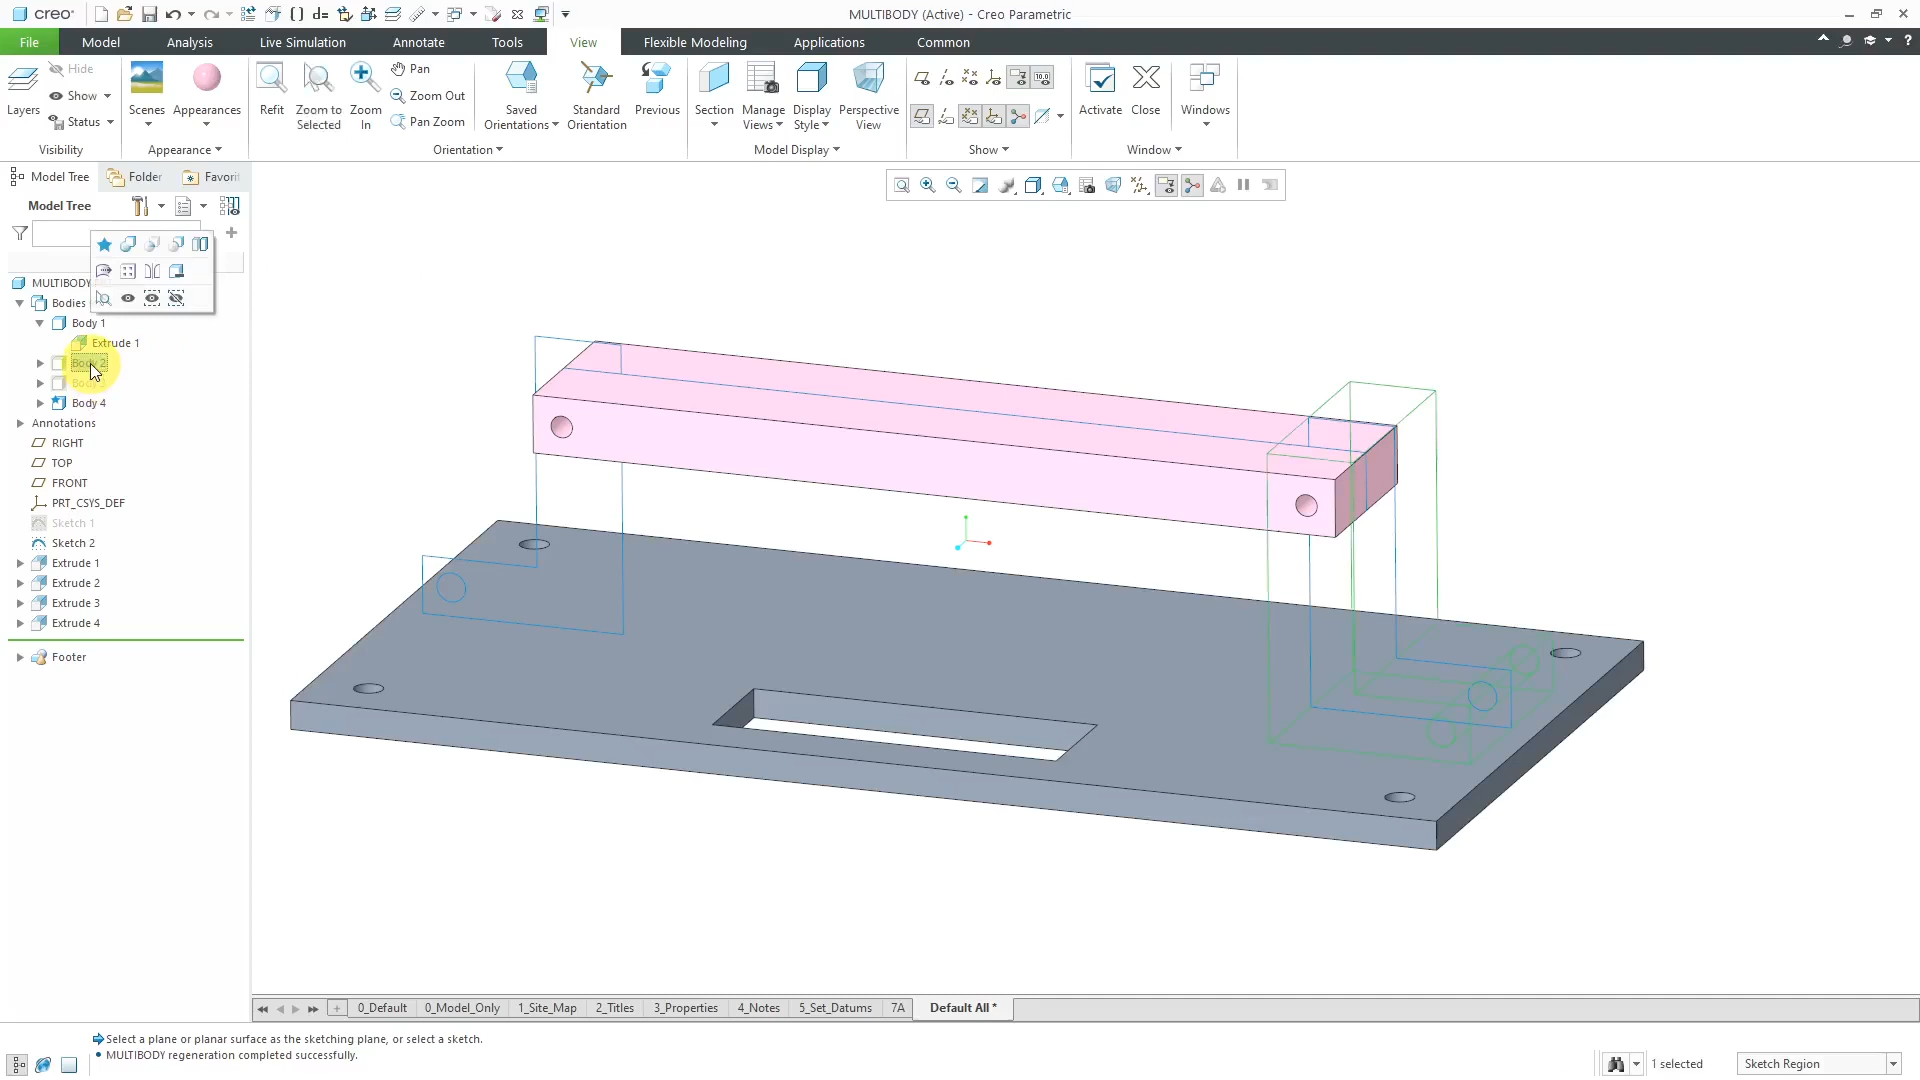 creo®
MULTIBODY (Active) - Creo Parametric
File Model Analysis Live Simulation Annotate Tools View Flexible Modeling Applications Common
Layers
Hide
Show
Status
Visibility
Scenes
Appearances
Appearance
Refit
Zoom to Selected
Zoom In
Pan
Zoom Out
Pan Zoom
Saved Orientations
Standard Orientation
Previous
Orientation
Section
Manage Views
Display Style
Perspective View
Model Display
Show
Activate
Close
Windows
Window
Model Tree Folder Favorit
Model Tree
MULTIBODY
Bodies
Body 1
Extrude 1
Body 2
Body 4
Annotations
RIGHT
TOP
FRONT
PRT_CSYS_DEF
Sketch 1
Sketch 2
Extrude 1
Extrude 2
Extrude 3
Extrude 4
Footer
0_Default 0_Model_Only 1_Site_Map 2_Titles 3_Properties 4_Notes 5_Set_Datums 7A Default All *
Select a plane or planar surface as the sketching plane, or select a sketch.
• MULTIBODY regeneration completed successfully.
1 selected
Sketch Region